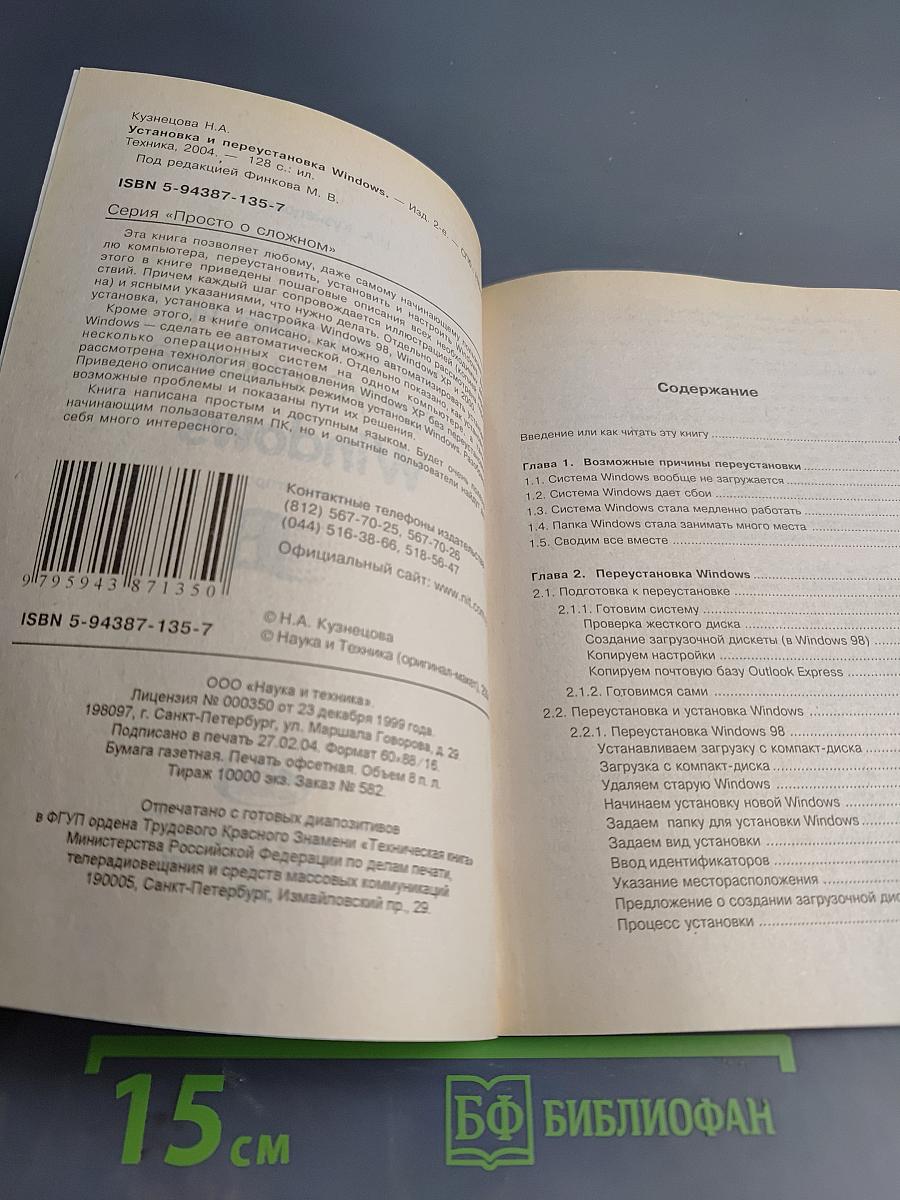 Кузнецова Н.А.
Установка и переустановка Windows. — Изд. 2-е. — СПб.:
Техника, 2004. — 128 с.: ил.
Под редакцией Финкова М. В.
ISBN 5-94387-135-7
Серия «Просто о сложном»
Эта книга позволяет любому, даже самому начинающему
лю компьютера, переустановить, установить и настроить
этого в книге приведены пошаговые описания всех
ствий. Причем каждый шаг сопровождается иллюстрацией
на) и ясными указаниями, что нужно делать. Отдельно
установка, установка и настройка Windows 98, Windows XP и 2000.
Кроме этого, в книге описано, как можно автоматизировать
Windows — сделать ее автоматической. Отдельно показано как
несколько операционных систем на одном компьютере, а
рассмотрена технология восстановления Windows XP без
Приведено описание специальных режимов установки Windows.
возможные проблемы и показаны пути их решения.
Книга написана простым и доступным языком. Будет очень
начинающим пользователям ПК, но и опытные пользователи найдут
себя много интересного.
9 795943 871350
ISBN 5-94387-135-7
Контактные телефоны издательства
(812) 567-70-25, 567-70-26
(044) 516-38-66, 518-56-47
Официальный сайт: www.nit.com
© Н.А. Кузнецова
© Наука и Техника (оригинал-макет),
ООО «Наука и техника».
Лицензия № 000350 от 23 декабря 1999 года.
198097, г. Санкт-Петербург, ул. Маршала Говорова, д. 29
Подписано в печать 27.02.04. Формат 60×88/16.
Бумага газетная. Печать офсетная. Объем 8 п. л.
Тираж 10000 экз. Заказ № 582.
Отпечатано с готовых диапозитивов
в ФГУП ордена Трудового Красного Знамени «Техническая книга
Министерства Российской Федерации по делам печати,
телерадиовещания и средств массовых коммуникаций
190005, Санкт-Петербург, Измайловский пр., 29.
Содержание
Введение или как читать эту книгу
Глава 1. Возможные причины переустановки
1.1. Система Windows вообще не загружается
1.2. Система Windows дает сбои
1.3. Система Windows стала медленно работать
1.4. Папка Windows стала занимать много места
1.5. Сводим все вместе
Глава 2. Переустановка Windows
2.1. Подготовка к переустановке
2.1.1. Готовим систему
Проверка жесткого диска
Создание загрузочной дискеты (в Windows 98)
Копируем настройки
Копируем почтовую базу Outlook Express
2.1.2. Готовимся сами
2.2. Переустановка и установка Windows
2.2.1. Переустановка Windows 98
Устанавливаем загрузку с компакт-диска
Загрузка с компакт-диска
Удаляем старую Windows
Начинаем установку новой Windows
Задаем папку для установки Windows
Задаем вид установки
Ввод идентификаторов
Указание месторасположения
Предложение о создании загрузочной дис
Процесс установки
15 см
БФ БИБЛИОФАН